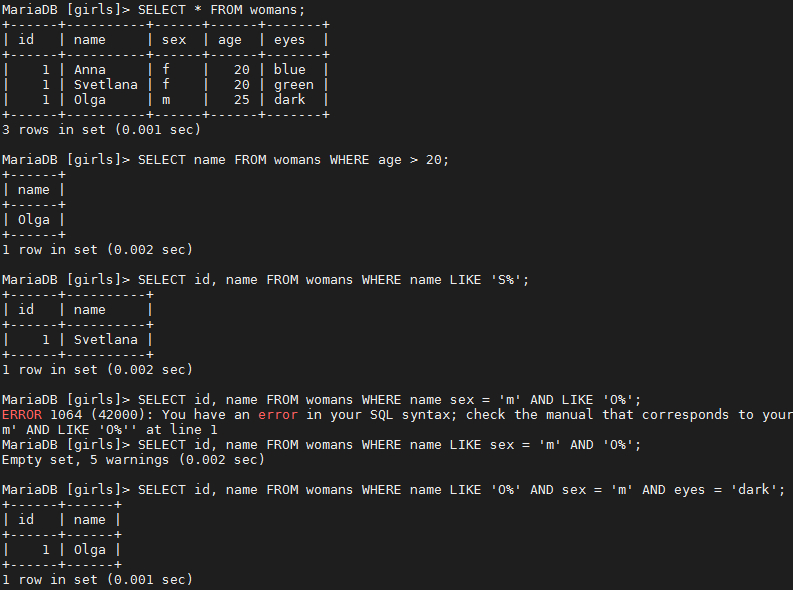 MariaDB [girls]> SELECT * FROM womans;
+------+----------+------+------+-------+
| id   | name     | sex  | age  | eyes  |
+------+----------+------+------+-------+
|    1 | Anna     | f    |   20 | blue  |
|    1 | Svetlana | f    |   20 | green |
|    1 | Olga     | m    |   25 | dark  |
+------+----------+------+------+-------+
3 rows in set (0.001 sec)

MariaDB [girls]> SELECT name FROM womans WHERE age > 20;
+------+
| name |
+------+
| Olga |
+------+
1 row in set (0.002 sec)

MariaDB [girls]> SELECT id, name FROM womans WHERE name LIKE 'S%';
+------+----------+
| id   | name     |
+------+----------+
|    1 | Svetlana |
+------+----------+
1 row in set (0.002 sec)

MariaDB [girls]> SELECT id, name FROM womans WHERE name sex = 'm' AND LIKE 'O%';
ERROR 1064 (42000): You have an error in your SQL syntax; check the manual that corresponds to your
m' AND LIKE 'O%'' at line 1
MariaDB [girls]> SELECT id, name FROM womans WHERE name LIKE sex = 'm' AND 'O%';
Empty set, 5 warnings (0.002 sec)

MariaDB [girls]> SELECT id, name FROM womans WHERE name LIKE 'O%' AND sex = 'm' AND eyes = 'dark';
+------+------+
| id   | name |
+------+------+
|    1 | Olga |
+------+------+
1 row in set (0.001 sec)